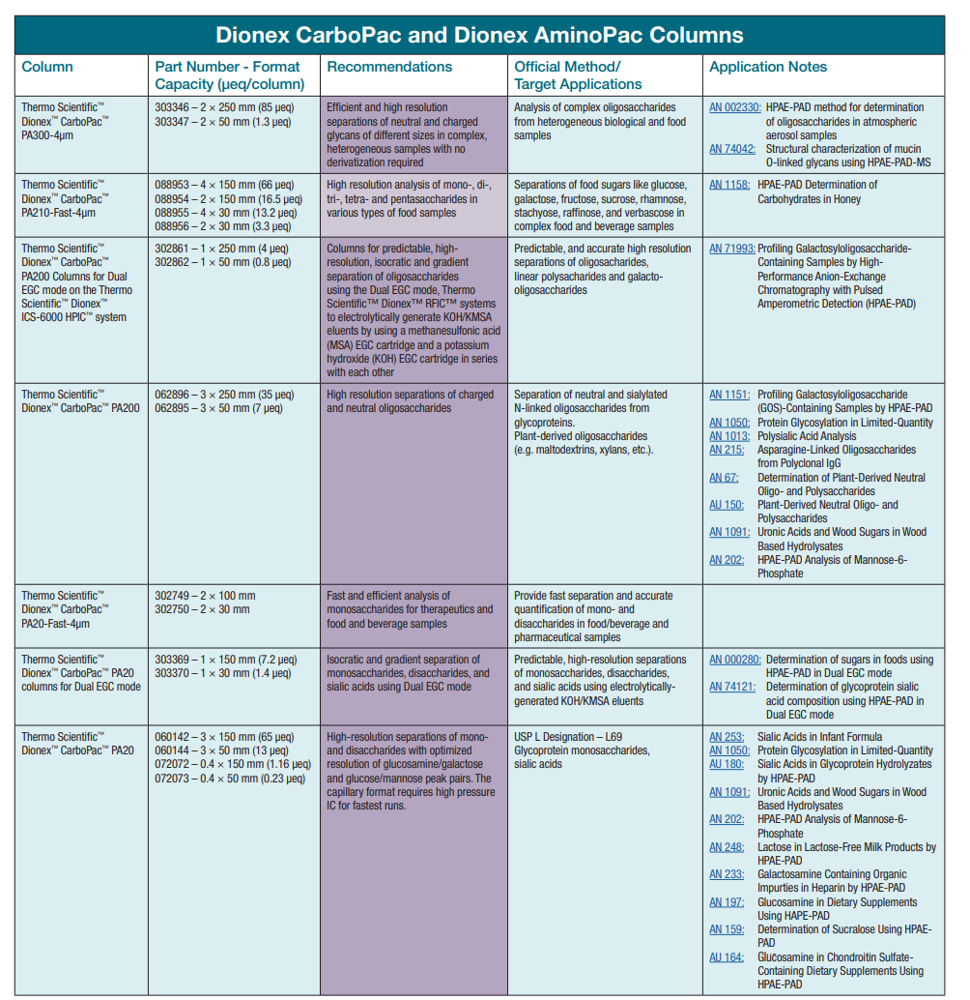 Dionex CarboPac and Dionex AminoPac Columns
Column
Part Number - Format
Capacity (µeq/column)
Recommendations
Official Method/
Target Applications
Application Notes
Thermo Scientific™
Dionex™ CarboPac™
PA300-4µm
303346 – 2 × 250 mm (85 µeq)
303347 – 2 × 50 mm (1.3 µeq)
Efficient and high resolution
separations of neutral and charged
glycans of different sizes in complex,
heterogeneous samples with no
derivatization required
Analysis of complex oligosaccharides
from heterogeneous biological and food
samples
AN 002330: HPAE-PAD method for determination
of oligosaccharides in atmospheric
aerosol samples
AN 74042: Structural characterization of mucin
O-linked glycans using HPAE-PAD-MS
Thermo Scientific™
Dionex™ CarboPac™
PA210-Fast-4µm
088953 – 4 × 150 mm (66 µeq)
088954 – 2 × 150 mm (16.5 µeq)
088955 – 4 × 30 mm (13.2 µeq)
088956 – 2 × 30 mm (3.3 µeq)
High resolution analysis of mono-, di-,
tri-, tetra- and pentasaccharides in
various types of food samples
Separations of food sugars like glucose,
galactose, fructose, sucrose, rhamnose,
stachyose, raffinose, and verbascose in
complex food and beverage samples
AN 1158: HPAE-PAD Determination of
Carbohydrates in Honey
Thermo Scientific™
Dionex™ CarboPac™
PA200 Columns for Dual
EGC mode on the Thermo
Scientific™ Dionex™
ICS-6000 HPIC™ system
302861 – 1 × 250 mm (4 µeq)
302862 – 1 × 50 mm (0.8 µeq)
Columns for predictable, high-
resolution, isocratic and gradient
separation of oligosaccharides
using the Dual EGC mode, Thermo
Scientific™ Dionex™ RFIC™ systems
to electrolytically generate KOH/KMSA
eluents by using a methanesulfonic acid
(MSA) EGC cartridge and a potassium
hydroxide (KOH) EGC cartridge in series
with each other
Predictable, and accurate high resolution
separations of oligosacharides,
linear polysacharides and galacto-
oligosaccharides
AN 71993: Profiling Galactosyloligosaccharide-
Containing Samples by High-
Performance Anion-Exchange
Chromatography with Pulsed
Amperometric Detection (HPAE-PAD)
Thermo Scientific™
Dionex™ CarboPac™ PA200
062896 – 3 × 250 mm (35 µeq)
062895 – 3 × 50 mm (7 µeq)
High resolution separations of charged
and neutral oligosaccharides
Separation of neutral and sialylated
N-linked oligosaccharides from
glycoproteins.
Plant-derived oligosaccharides
(e.g. maltodextrins, xylans, etc.).
AN 1151: Profiling Galactosyloligosaccharide
(GOS)-Containing Samples by HPAE-PAD
AN 1050: Protein Glycosylation in Limited-Quantity
AN 1013: Polysialic Acid Analysis
AN 215: Asparagine-Linked Oligosaccharides
from Polyclonal IgG
AN 67: Determination of Plant-Derived Neutral
Oligo- and Polysaccharides
AU 150: Plant-Derived Neutral Oligo- and
Polysaccharides
AN 1091: Uronic Acids and Wood Sugars in Wood
Based Hydrolysates
AN 202: HPAE-PAD Analysis of Mannose-6-
Phosphate
Thermo Scientific™
Dionex™ CarboPac™
PA20-Fast-4µm
302749 – 2 × 100 mm
302750 – 2 × 30 mm
Fast and efficient analysis of
monosaccharides for therapeutics and
food and beverage samples
Provide fast separation and accurate
quantification of mono- and
disaccharides in food/beverage and
pharmaceutical samples
Thermo Scientific™
Dionex™ CarboPac™ PA20
columns for Dual EGC mode
303369 – 1 × 150 mm (7.2 µeq)
303370 – 1 × 30 mm (1.4 µeq)
Isocratic and gradient separation of
monosaccharides, disaccharides, and
sialic acids using Dual EGC mode
Predictable, high-resolution separations
of monosaccharides, disaccharides,
and sialic acids using electrolytically-
generated KOH/KMSA eluents
AN 000280: Determination of sugars in foods using
HPAE-PAD in Dual EGC mode
AN 74121: Determination of glycoprotein sialic
acid composition using HPAE-PAD in
Dual EGC mode
Thermo Scientific™
Dionex™ CarboPac™ PA20
060142 – 3 × 150 mm (65 µeq)
060144 – 3 × 50 mm (13 µeq)
072072 – 0.4 × 150 mm (1.16 µeq)
072073 – 0.4 × 50 mm (0.23 µeq)
High-resolution separations of mono-
and disaccharides with optimized
resolution of glucosamine/galactose
and glucose/mannose peak pairs. The
capillary format requires high pressure
IC for fastest runs.
USP L Designation – L69
Glycoprotein monosaccharides,
sialic acids
AN 253: Sialic Acids in Infant Formula
AN 1050: Protein Glycosylation in Limited-Quantity
AU 180: Sialic Acids in Glycoprotein Hydrolyzates
by HPAE-PAD
AN 1091: Uronic Acids and Wood Sugars in Wood
Based Hydrolysates
AN 202: HPAE-PAD Analysis of Mannose-6-
Phosphate
AN 248: Lactose in Lactose-Free Milk Products by
HPAE-PAD
AN 233: Galactosamine Containing Organic
Impurties in Heparin by HPAE-PAD
AN 197: Glucosamine in Dietary Supplements
Using HAPE-PAD
AN 159: Determination of Sucralose Using HPAE-
PAD
AU 164: Glucosamine in Chondroitin Sulfate-
Containing Dietary Supplements Using
HPAE-PAD